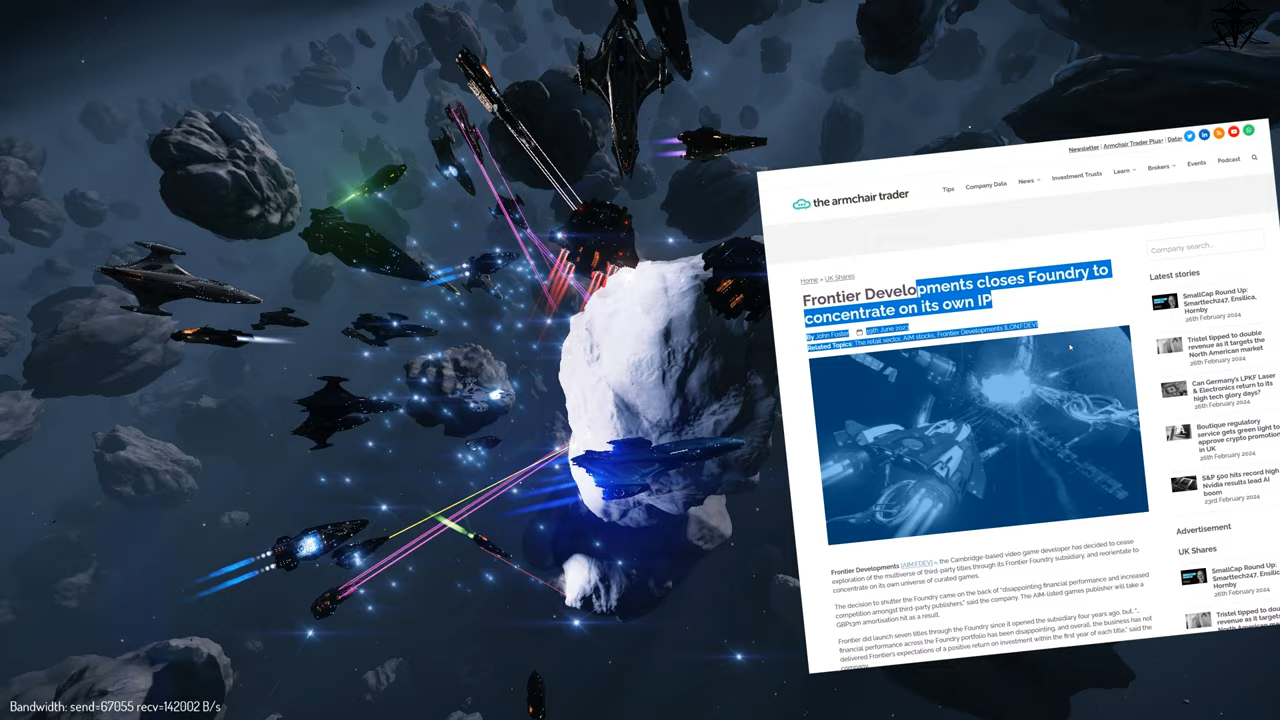 Newsletter | Armchair Trader Plus+ | Data+
the armchair trader
Tips Company Data News Investment Trusts Learn Brokers Events Podcast
Company search...
Home » UK Shares
Frontier Developments closes Foundry to
concentrate on its own IP
By John Foster 19th June 2023
Related Topics: The retail sector, AIM stocks, Frontier Developments [LON:FDEV]
Frontier Developments [AIM:FDEV], the Cambridge-based video game developer has decided to cease
exploration of the multiverse of third-party titles through its Frontier Foundry subsidiary, and reorientate to
concentrate on its own universe of curated games.
The decision to shutter the Foundry came on the back of "disappointing financial performance and increased
competition amongst third-party publishers," said the company. The AIM-listed games publisher will take a
GBP13m amortisation hit as a result.
Frontier did launch seven titles through the Foundry since it opened the subsidiary four years ago, but, "…
financial performance across the Foundry portfolio has been disappointing, and overall, the business has not
delivered Frontier's expectations of a positive return on investment within the first year of each title," said the
company.
Latest stories
SmallCap Round Up:
Smarttech247, Ensilica,
Hornby
26th February 2024
Tristel tipped to double
revenue as it targets the
North American market
26th February 2024
Can Germany's LPKF Laser
& Electronics return to its
high tech glory days?
26th February 2024
Boutique regulatory
service gets green light to
approve crypto promotion
in UK
26th February 2024
S&P 500 hits record high
Nvidia results lead AI
boom
23rd February 2024
Advertisement
UK Shares
SmallCap Round Up:
Smarttech247, Ensilic
Hornby
26th February 2024
Tristel tipped to dou
revenue as it targets
Bandwidth: send=67055 recv=142002 B/s